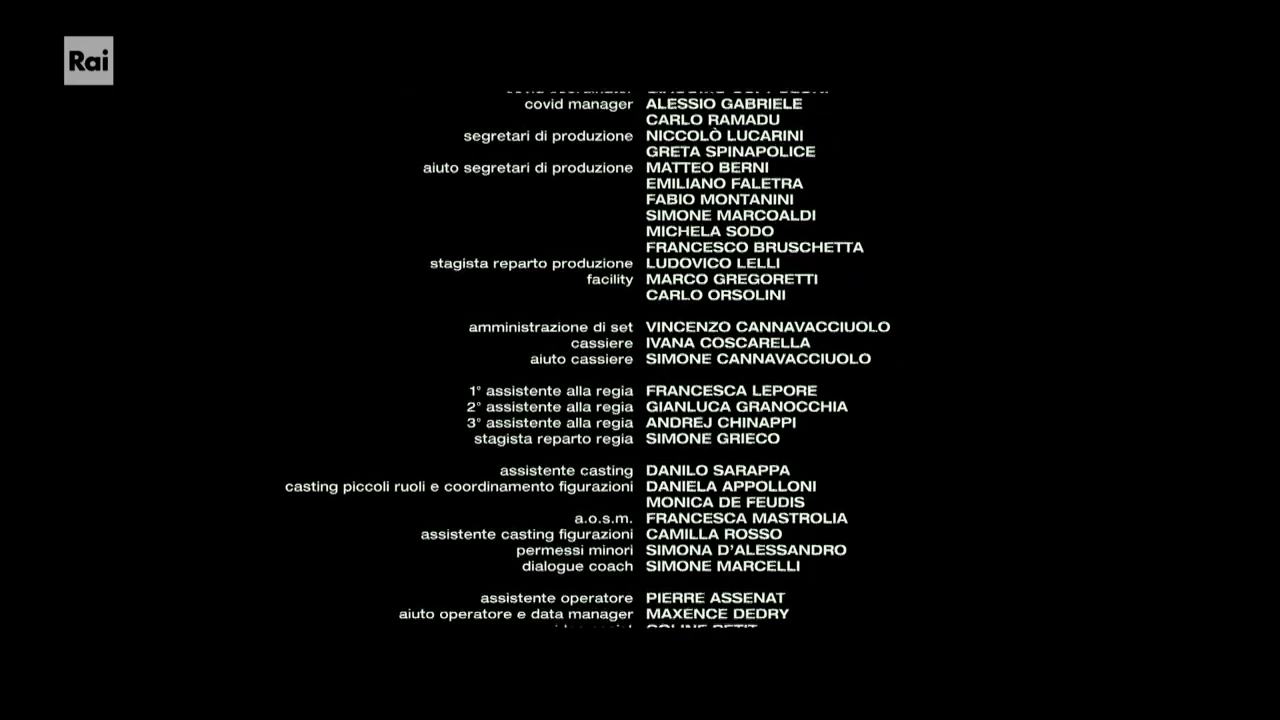 Rai
covid manager ALESSIO GABRIELE
CARLO RAMADU
segretari di produzione NICCOLÒ LUCARINI
GRETA SPINAPOLICE
aiuto segretari di produzione MATTEO BERNI
EMILIANO FALETRA
FABIO MONTANINI
SIMONE MARCOALDI
MICHELA SODO
FRANCESCO BRUSCHETTA
stagista reparto produzione LUDOVICO LELLI
facility MARCO GREGORETTI
CARLO ORSOLINI
amministrazione di set VINCENZO CANNAVACCIUOLO
cassiere IVANA COSCARELLA
aiuto cassiere SIMONE CANNAVACCIUOLO
1° assistente alla regia FRANCESCA LEPORE
2° assistente alla regia GIANLUCA GRANOCCHIA
3° assistente alla regia ANDREJ CHINAPPI
stagista reparto regia SIMONE GRIECO
assistente casting DANILO SARAPPA
casting piccoli ruoli e coordinamento figurazioni DANIELA APPOLLONI
MONICA DE FEUDIS
a.o.s.m. FRANCESCA MASTROLIA
assistente casting figurazioni CAMILLA ROSSO
permessi minori SIMONA D'ALESSANDRO
dialogue coach SIMONE MARCELLI
assistente operatore PIERRE ASSENAT
aiuto operatore e data manager MAXENCE DEDRY